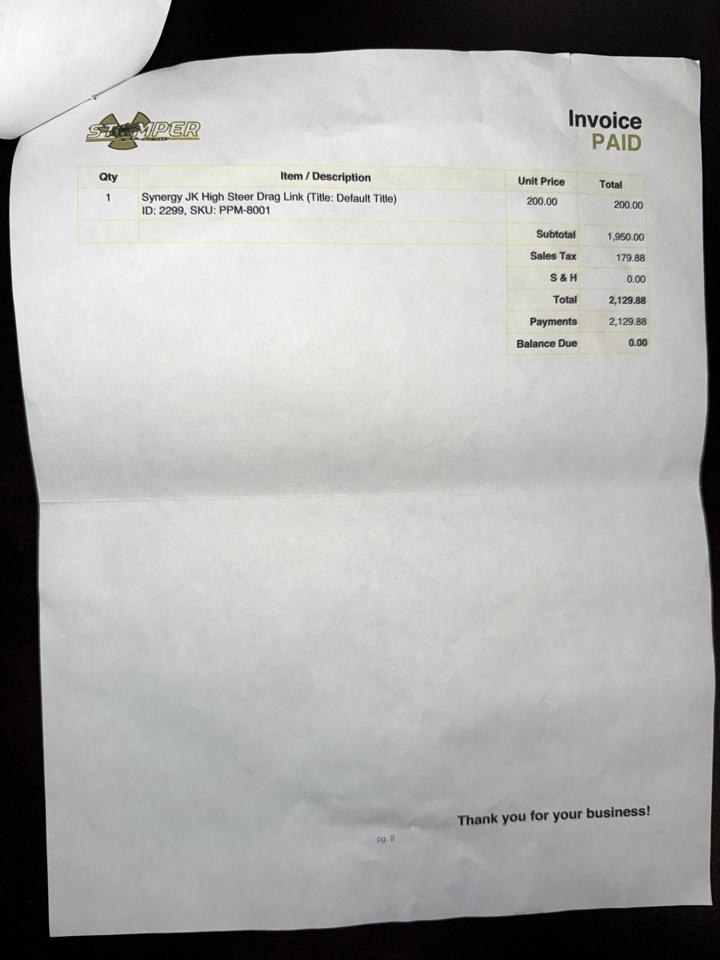 STOMPER
Invoice
PAID
Qty Item / Description Unit Price Total
1 Synergy JK High Steer Drag Link (Title: Default Title) 200.00 200.00
ID: 2299, SKU: PPM-8001
7
Subtotal 1,950.00
Sales Tax 179.88
S & H 0.00
Total 2,129.88
Payments 2,129.88
Balance Due 0.00
Thank you for your business!
pg. 2